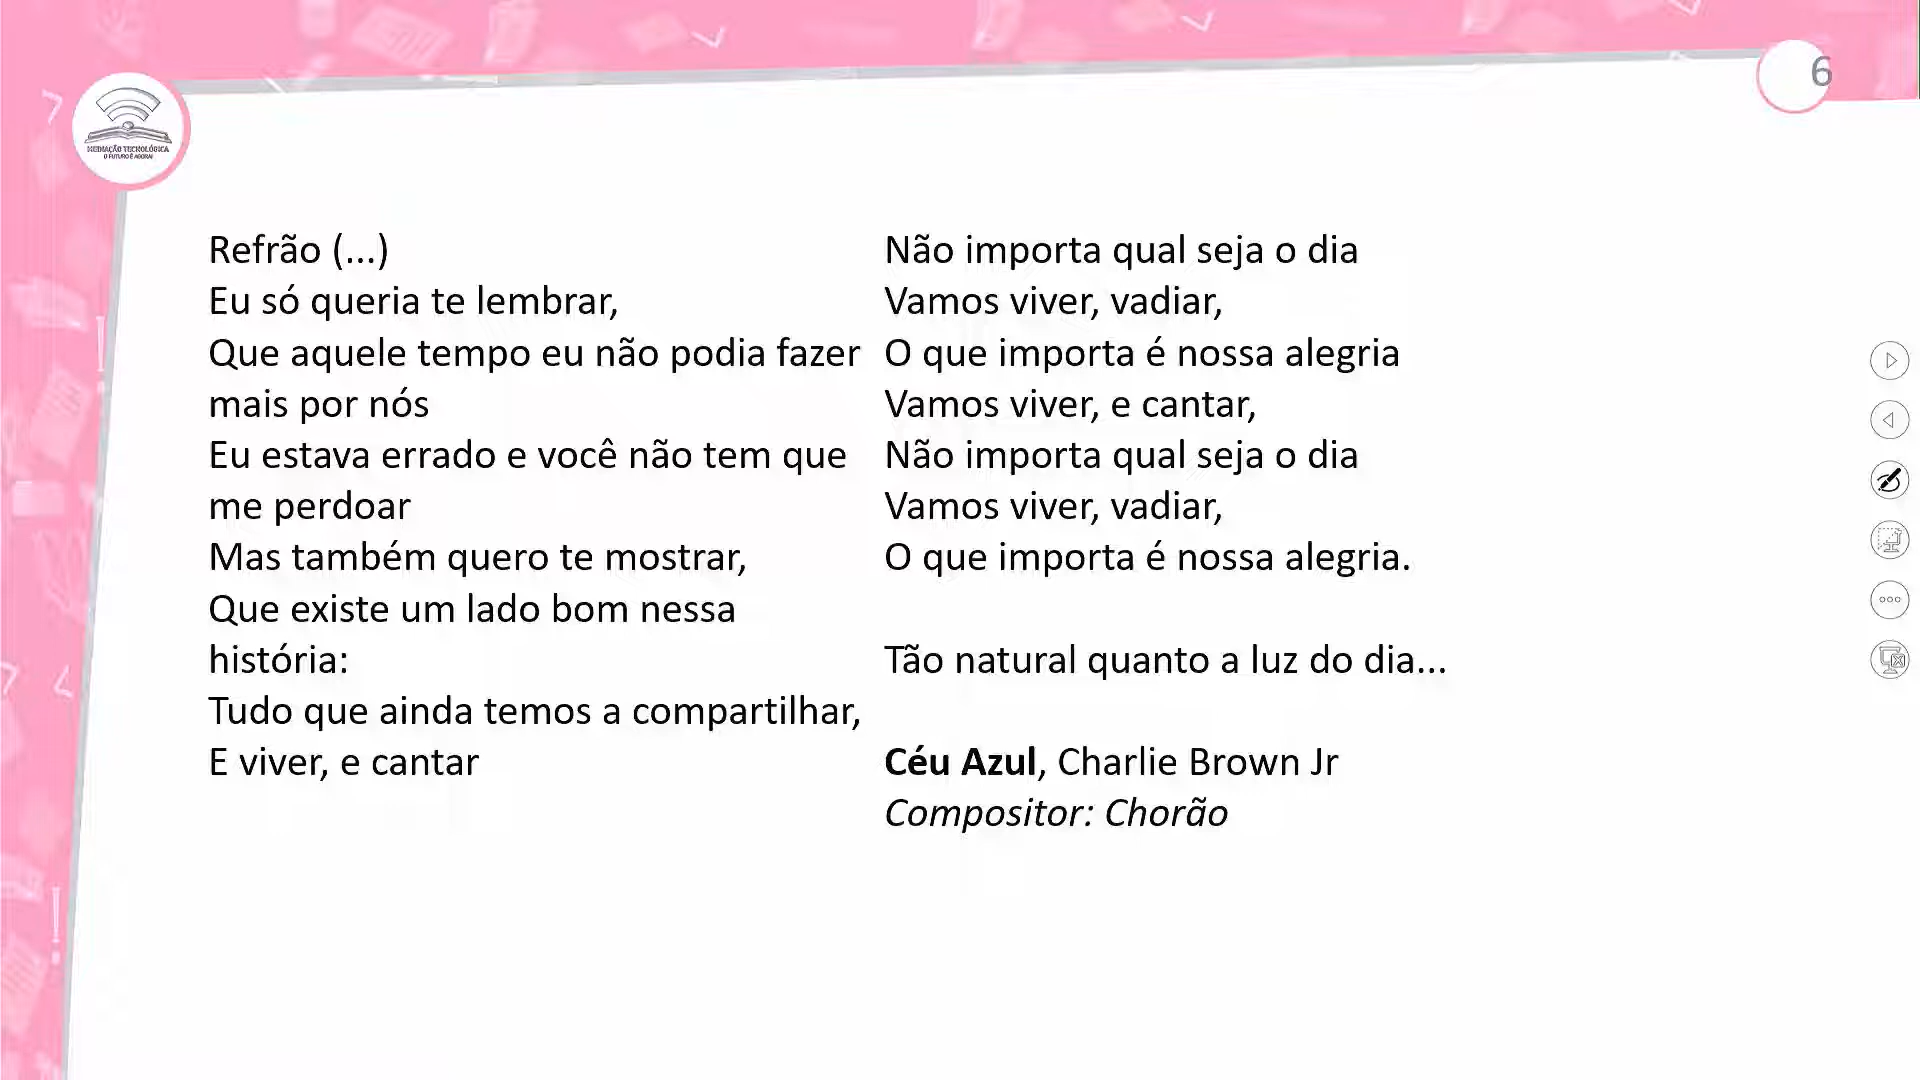 6
MEDIAÇÃO TECNOLÓGICA
O FUTURO É AGORA!
Refrão (...)
Eu só queria te lembrar,
Que aquele tempo eu não podia fazer
mais por nós
Eu estava errado e você não tem que
me perdoar
Mas também quero te mostrar,
Que existe um lado bom nessa
história:
Tudo que ainda temos a compartilhar,
E viver, e cantar
Não importa qual seja o dia
Vamos viver, vadiar,
O que importa é nossa alegria
Vamos viver, e cantar,
Não importa qual seja o dia
Vamos viver, vadiar,
O que importa é nossa alegria.
Tão natural quanto a luz do dia...
Céu Azul, Charlie Brown Jr
Compositor: Chorão